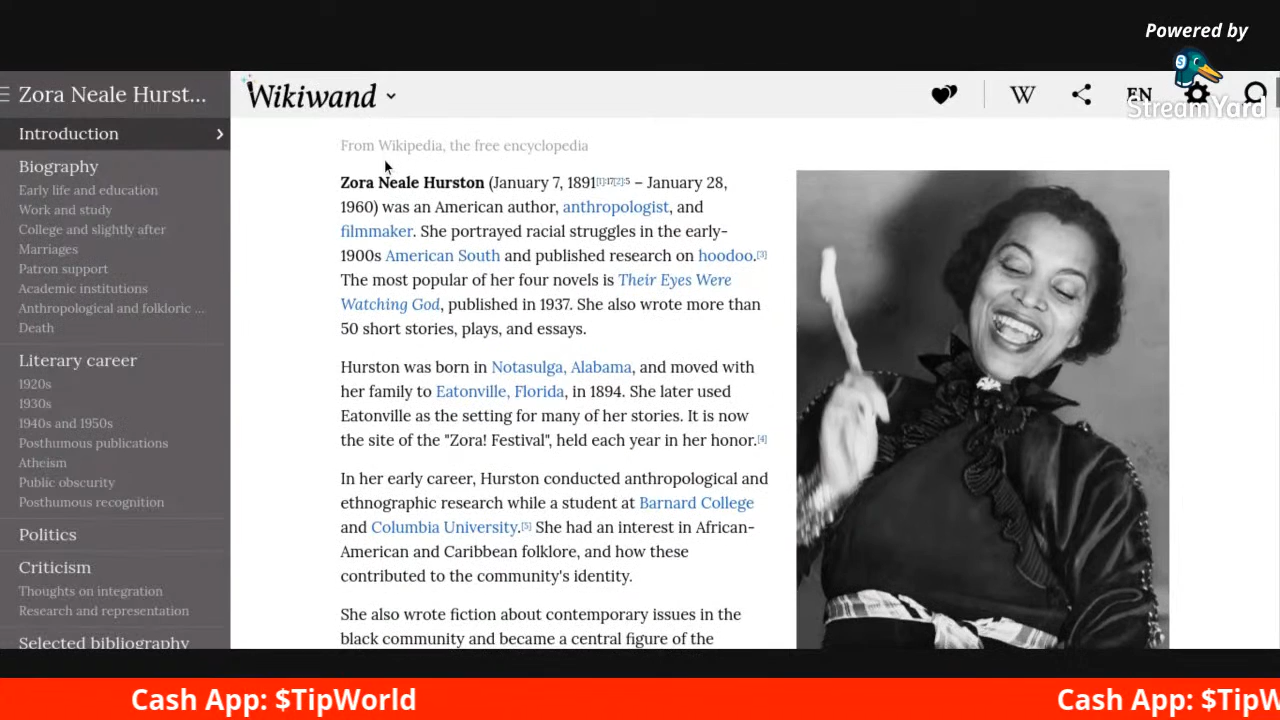 Powered by
StreamYard
Zora Neale Hurst...
Wikiwand
W
EN
Introduction
Biography
Early life and education
Work and study
College and slightly after
Marriages
Patron support
Academic institutions
Anthropological and folkloric ...
Death
Literary career
1920s
1930s
1940s and 1950s
Posthumous publications
Atheism
Public obscurity
Posthumous recognition
Politics
Criticism
Thoughts on integration
Research and representation
Selected bibliography
From Wikipedia, the free encyclopedia
Zora Neale Hurston (January 7, 1891[1]:17[2]:5 – January 28,
1960) was an American author, anthropologist, and
filmmaker. She portrayed racial struggles in the early-
1900s American South and published research on hoodoo.[3]
The most popular of her four novels is Their Eyes Were
Watching God, published in 1937. She also wrote more than
50 short stories, plays, and essays.
Hurston was born in Notasulga, Alabama, and moved with
her family to Eatonville, Florida, in 1894. She later used
Eatonville as the setting for many of her stories. It is now
the site of the "Zora! Festival", held each year in her honor.[4]
In her early career, Hurston conducted anthropological and
ethnographic research while a student at Barnard College
and Columbia University.[5] She had an interest in African-
American and Caribbean folklore, and how these
contributed to the community's identity.
She also wrote fiction about contemporary issues in the
black community and became a central figure of the
Cash App: $TipWorld
Cash App: $TipW